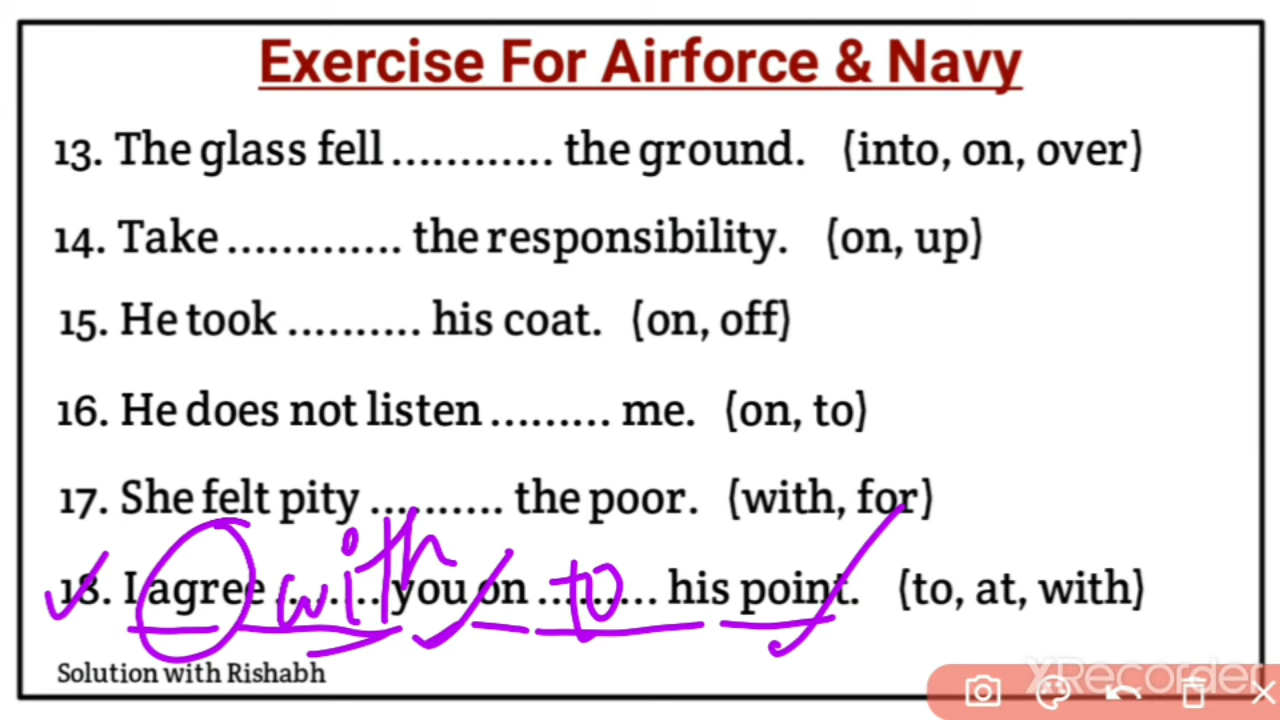 Exercise For Airforce & Navy
13. The glass fell ............ the ground. (into, on, over)
14. Take ............. the responsibility. (on, up)
15. He took .......... his coat. (on, off)
16. He does not listen ......... me. (on, to)
17. She felt pity .......... the poor. (with, for)
18. I agree with you on to his point. (to, at, with)
Solution with Rishabh
XRecorder